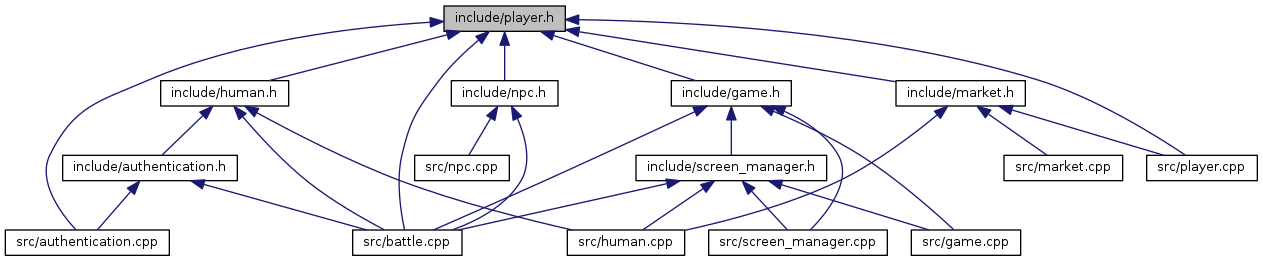 include/player.h
include/human.h
include/npc.h
include/game.h
include/market.h
include/authentication.h
src/npc.cpp
include/screen_manager.h
src/market.cpp
src/player.cpp
src/authentication.cpp
src/battle.cpp
src/human.cpp
src/screen_manager.cpp
src/game.cpp